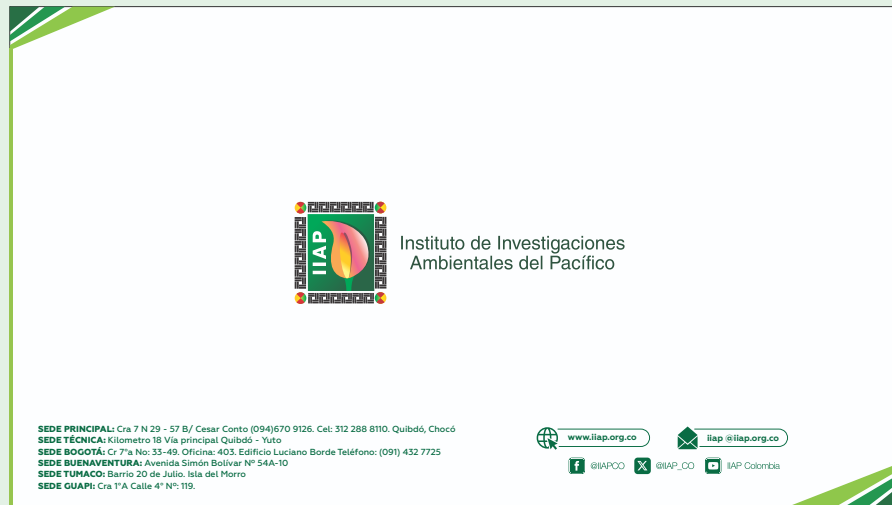 IIAP
Instituto de Investigaciones
Ambientales del Pacífico
SEDE PRINCIPAL: Cra 7 N 29 - 57 B/ Cesar Conto (094)670 9126. Cel: 312 288 8110. Quibdó, Chocó
SEDE TÉCNICA: Kilometro 18 Vía principal Quibdó - Yuto
SEDE BOGOTÁ: Cr 7°a No: 33-49. Oficina: 403. Edificio Luciano Borde Teléfono: (091) 432 7725
SEDE BUENAVENTURA: Avenida Simón Bolívar Nº 54A-10
SEDE TUMACO: Barrio 20 de Julio. Isla del Morro
SEDE GUAPI: Cra 1°A Calle 4° Nº: 119.
www.iiap.org.co
iiap @iiap.org.co
@IIAPCO
@IIAP_CO
IIAP Colombia